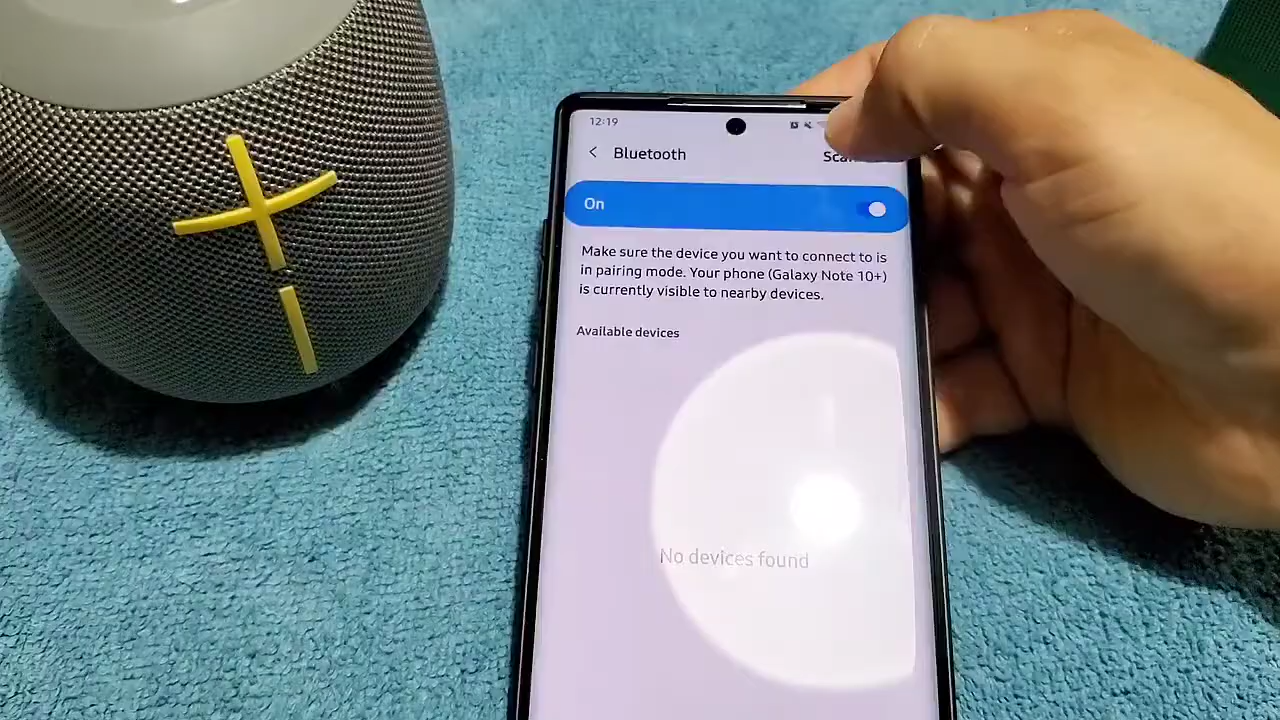 12:19
Bluetooth
On
Make sure the device you want to connect to is
in pairing mode. Your phone (Galaxy Note 10+)
is currently visible to nearby devices.
Available devices
No devices found